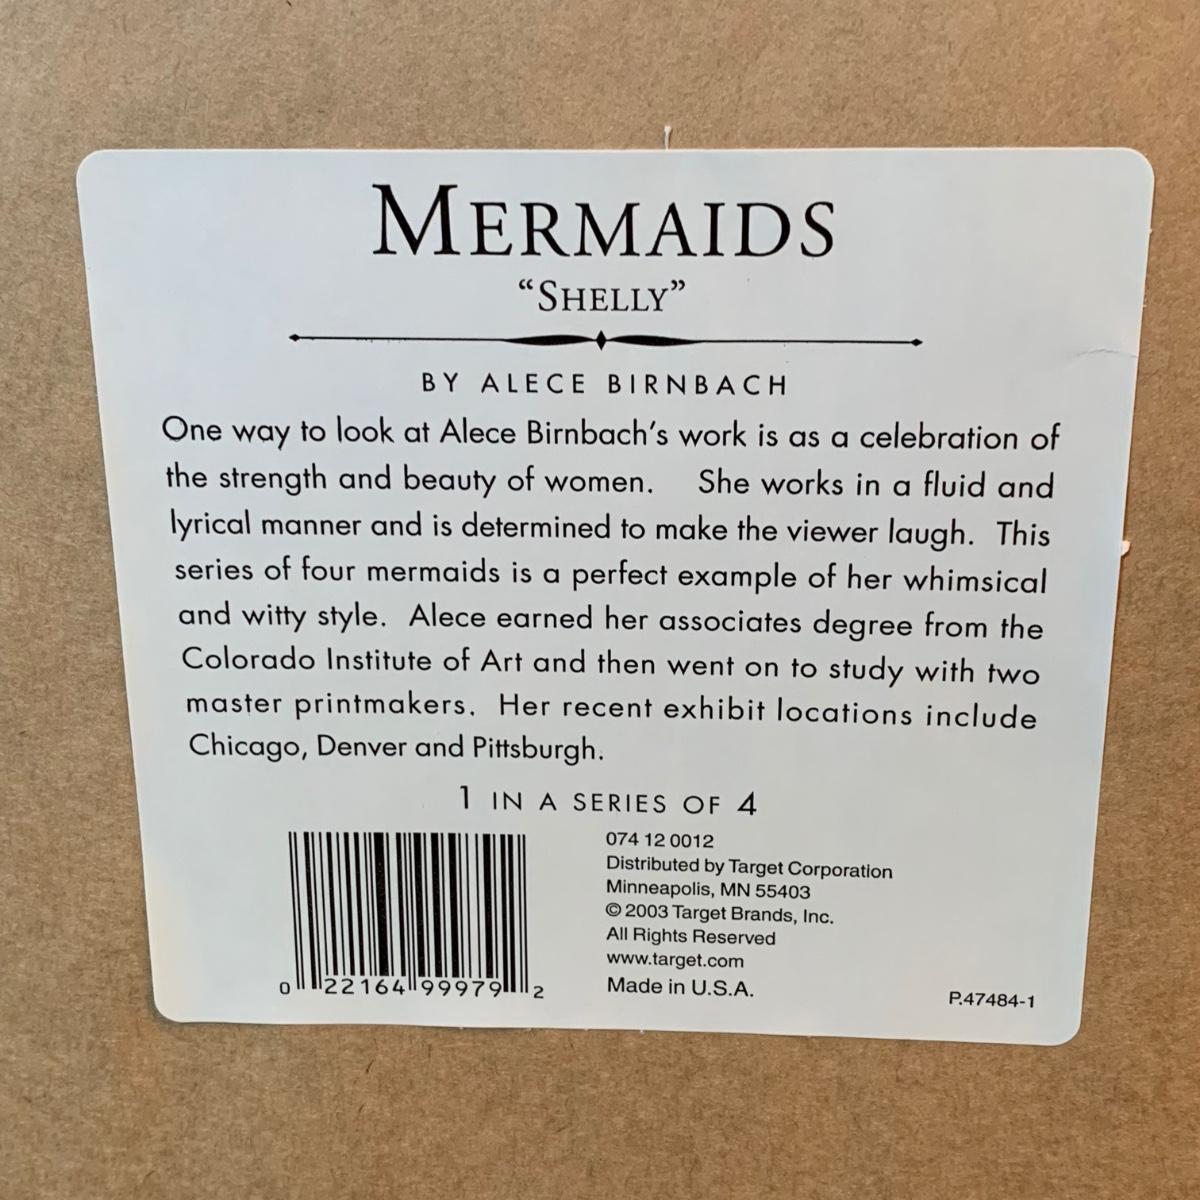 MERMAIDS
“SHELLY”
BY ALECE BIRNBACH
One way to look at Alece Birnbach's work is as a celebration of
the strength and beauty of women. She works in a fluid and
lyrical manner and is determined to make the viewer laugh. This
series of four mermaids is a perfect example of her whimsical
and witty style. Alece earned her associates degree from the
Colorado Institute of Art and then went on to study with two
master printmakers. Her recent exhibit locations include
Chicago, Denver and Pittsburgh.
1 IN A SERIES OF 4
074 12 0012
Distributed by Target Corporation
Minneapolis, MN 55403
© 2003 Target Brands, Inc.
All Rights Reserved
www.target.com
Made in U.S.A.
0 22164 99979 2
P.47484-1